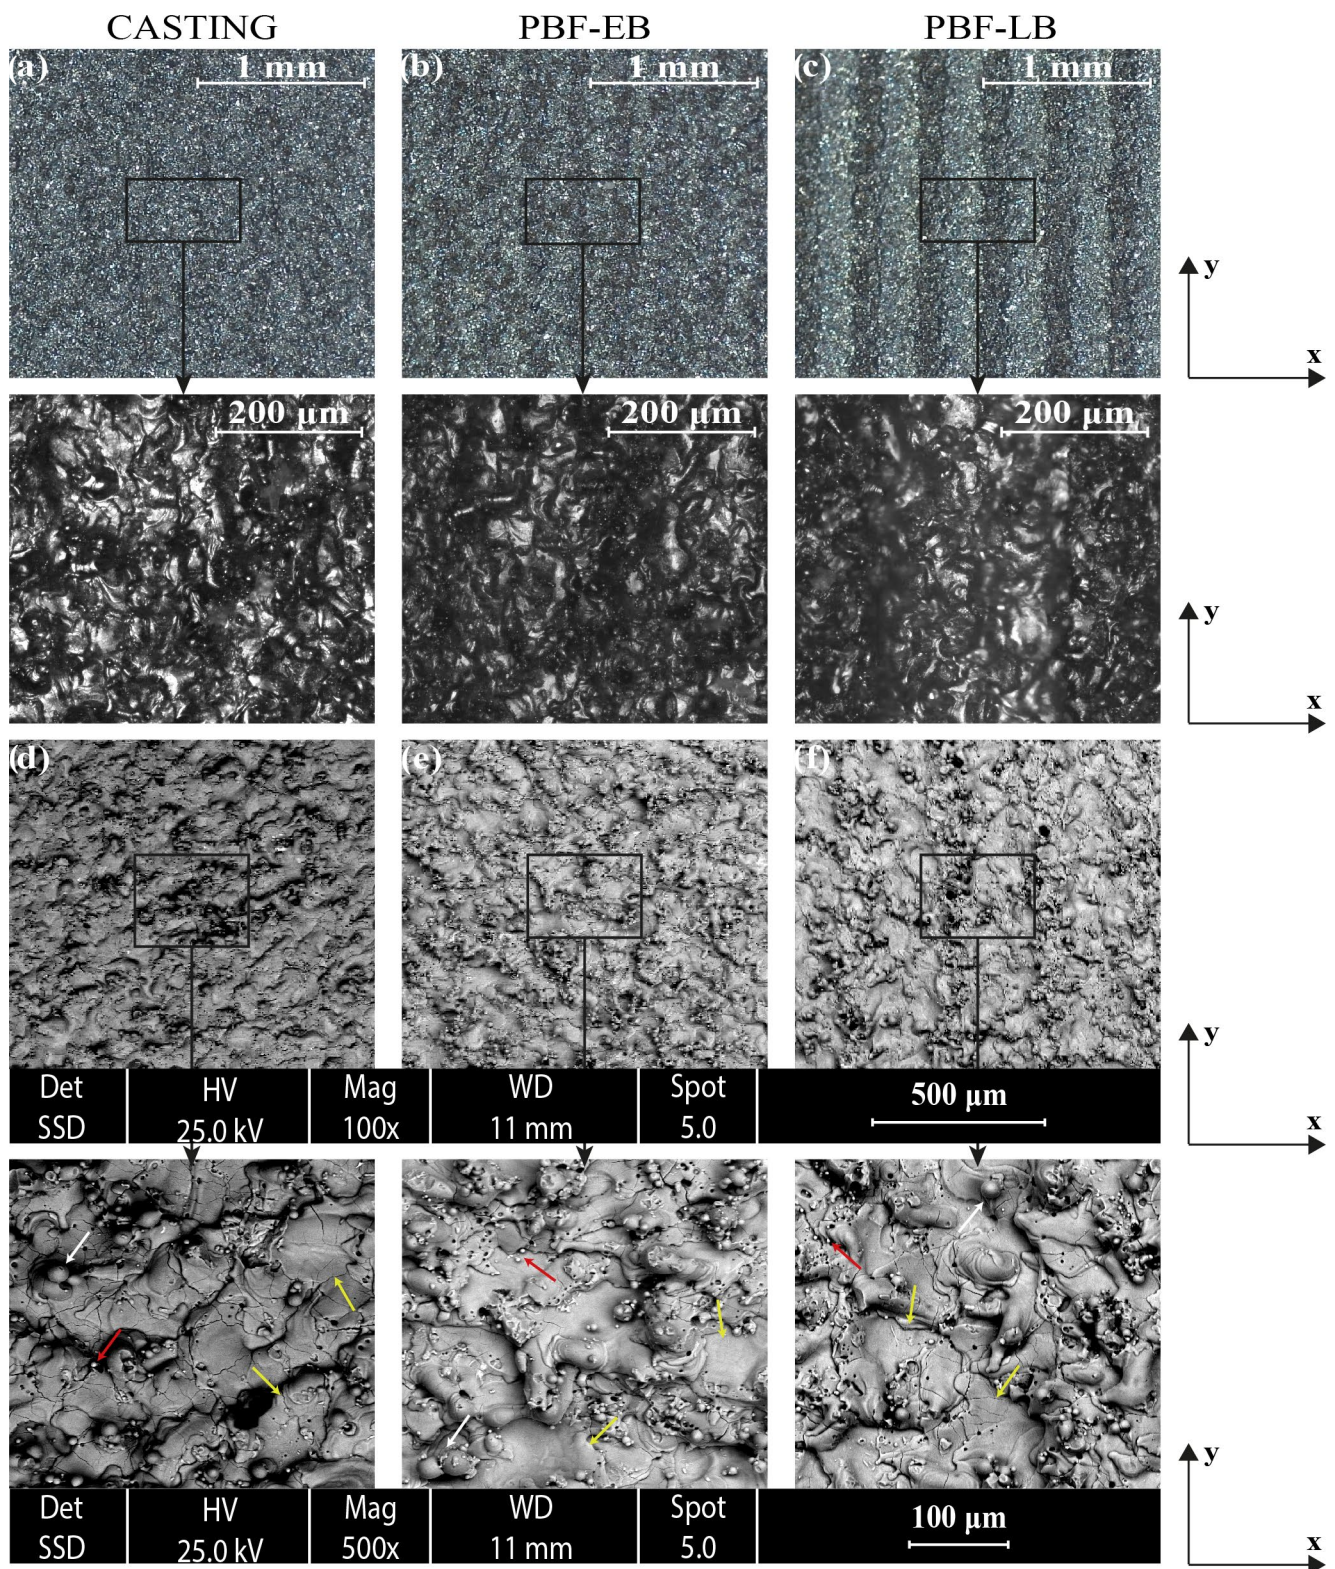 CASTING PBF-EB PBF-LB
(a) 1 mm (b) 1 mm (c) 1 mm
y
x
200 μm 200 μm 200 μm
y
x
(d) (e) (f)
y
Det HV Mag WD Spot 500 μm
SSD 25.0 kV 100x 11 mm 5.0
x
y
Det HV Mag WD Spot 100 μm
SSD 25.0 kV 500x 11 mm 5.0
x